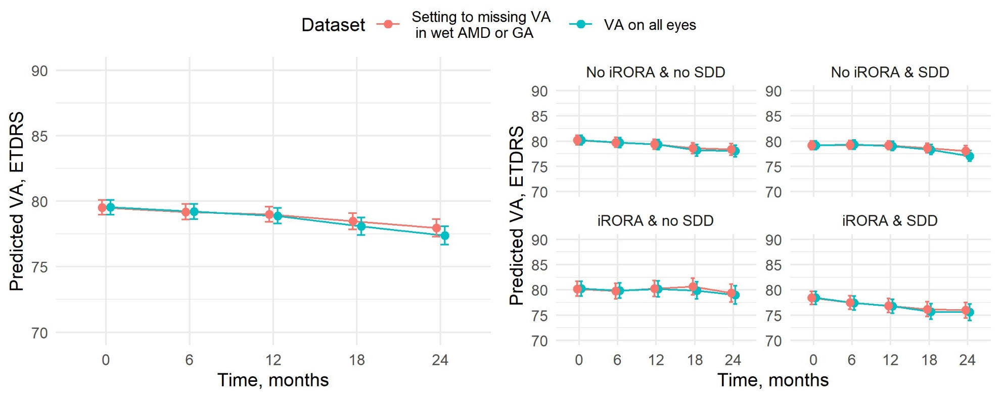 Dataset
Setting to missing VA
in wet AMD or GA
VA on all eyes
Predicted VA, ETDRS
90
85
80
75
70
0 6 12 18 24
Time, months
Predicted VA, ETDRS
No iRORA & no SDD
90
85
80
75
70
No iRORA & SDD
90
85
80
75
70
iRORA & no SDD
90
85
80
75
70
0 6 12 18 24
iRORA & SDD
90
85
80
75
70
0 6 12 18 24
Time, months